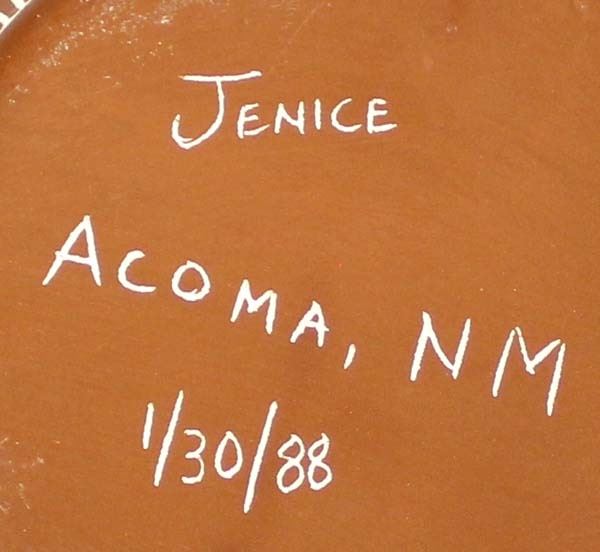 JENICE
ACOMA, NM
1/30/88